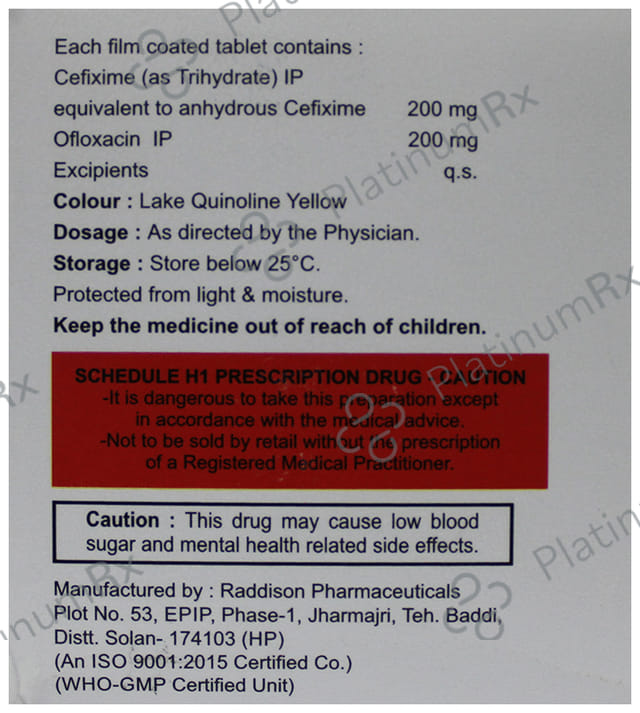 Each film coated tablet contains :
Cefixime (as Trihydrate) IP
equivalent to anhydrous Cefixime 200 mg
Ofloxacin IP 200 mg
Excipients q.s.
Colour : Lake Quinoline Yellow
Dosage : As directed by the Physician.
Storage : Store below 25°C.
Protected from light & moisture.
Keep the medicine out of reach of children.
SCHEDULE H1 PRESCRIPTION DRUG - CAUTION
-It is dangerous to take this preparation except
in accordance with the medical advice.
-Not to be sold by retail without the prescription
of a Registered Medical Practitioner.
Caution : This drug may cause low blood
sugar and mental health related side effects.
Manufactured by : Raddison Pharmaceuticals
Plot No. 53, EPIP, Phase-1, Jharmajri, Teh. Baddi,
Distt. Solan- 174103 (HP)
(An ISO 9001:2015 Certified Co.)
(WHO-GMP Certified Unit)
PlatinumRx
PlatinumRx
PlatinumRx
Rx
Platin
numRx